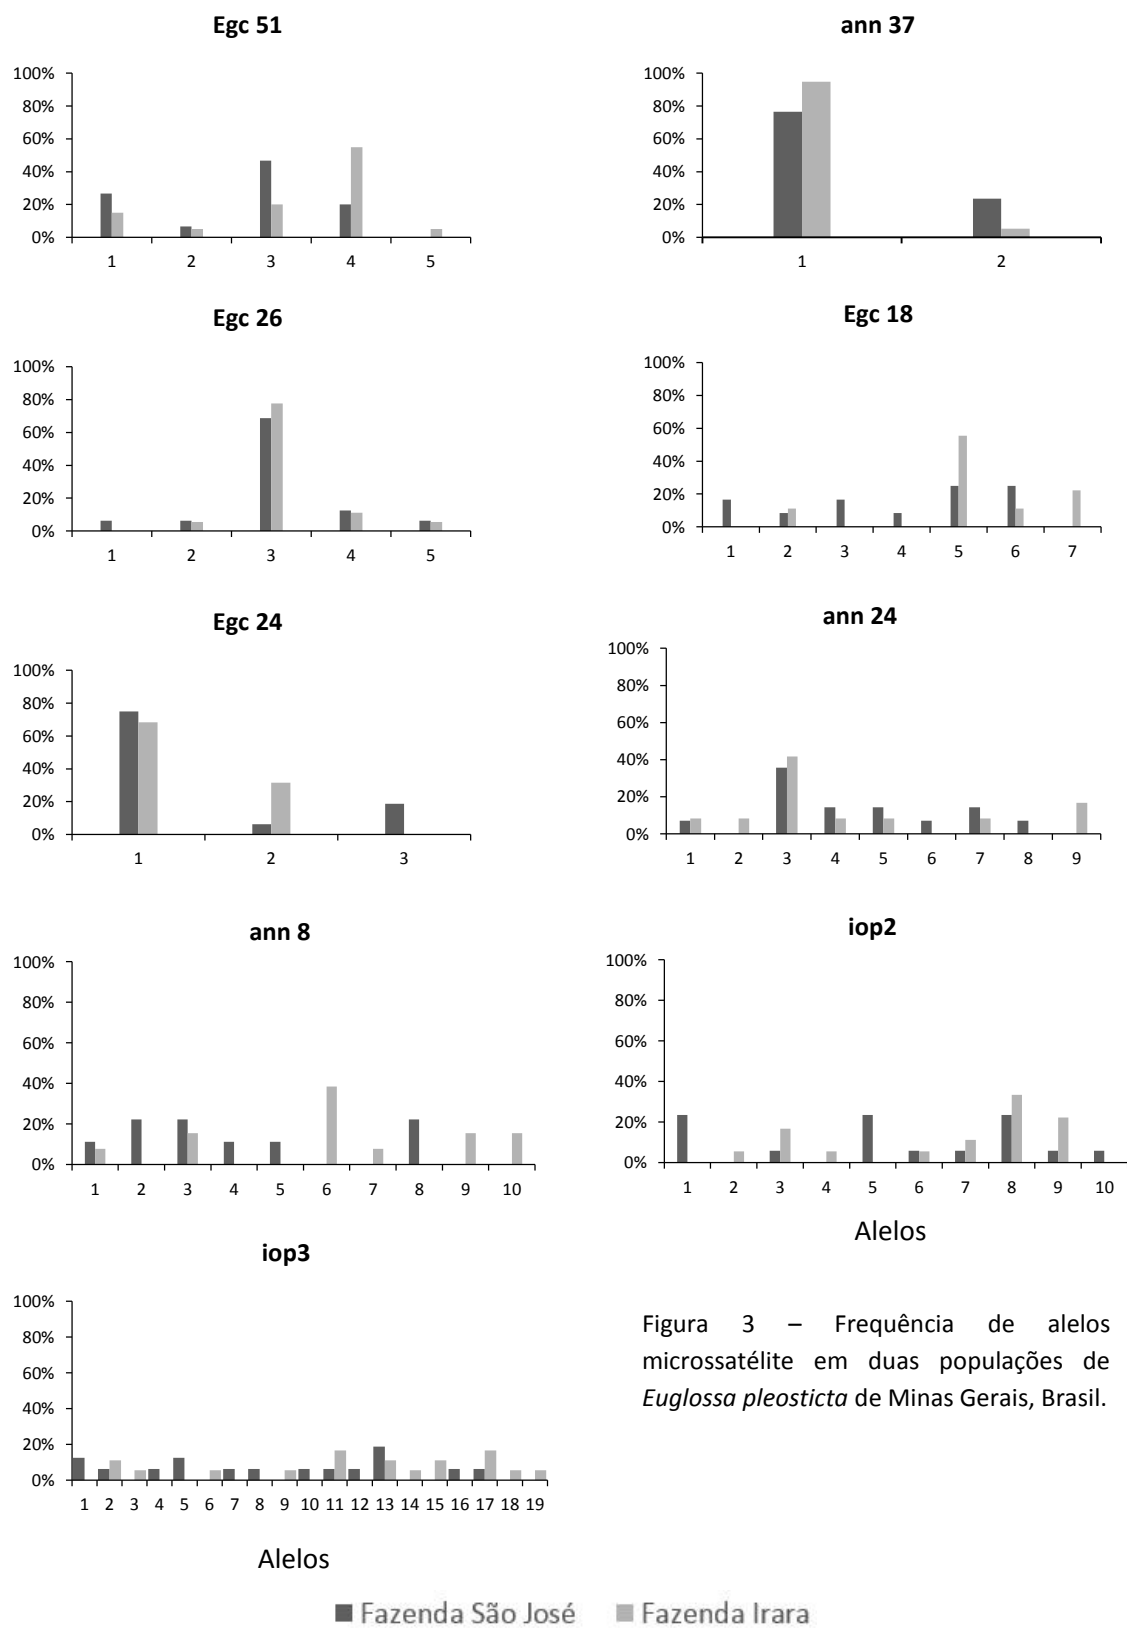 Egc 51
100%
80%
60%
40%
20%
0%
1 2 3 4 5
ann 37
100%
80%
60%
40%
20%
0%
1 2
Egc 26
100%
80%
60%
40%
20%
0%
1 2 3 4 5
Egc 18
100%
80%
60%
40%
20%
0%
1 2 3 4 5 6 7
Egc 24
100%
80%
60%
40%
20%
0%
1 2 3
ann 24
100%
80%
60%
40%
20%
0%
1 2 3 4 5 6 7 8 9
ann 8
100%
80%
60%
40%
20%
0%
1 2 3 4 5 6 7 8 9 10
iop2
100%
80%
60%
40%
20%
0%
1 2 3 4 5 6 7 8 9 10
Alelos
iop3
100%
80%
60%
40%
20%
0%
1 2 3 4 5 6 7 8 9 10 11 12 13 14 15 16 17 18 19
Alelos
Figura 3 – Frequência de alelos
microssatélite em duas populações de
Euglossa pleosticta de Minas Gerais, Brasil.
Fazenda São José Fazenda Irara